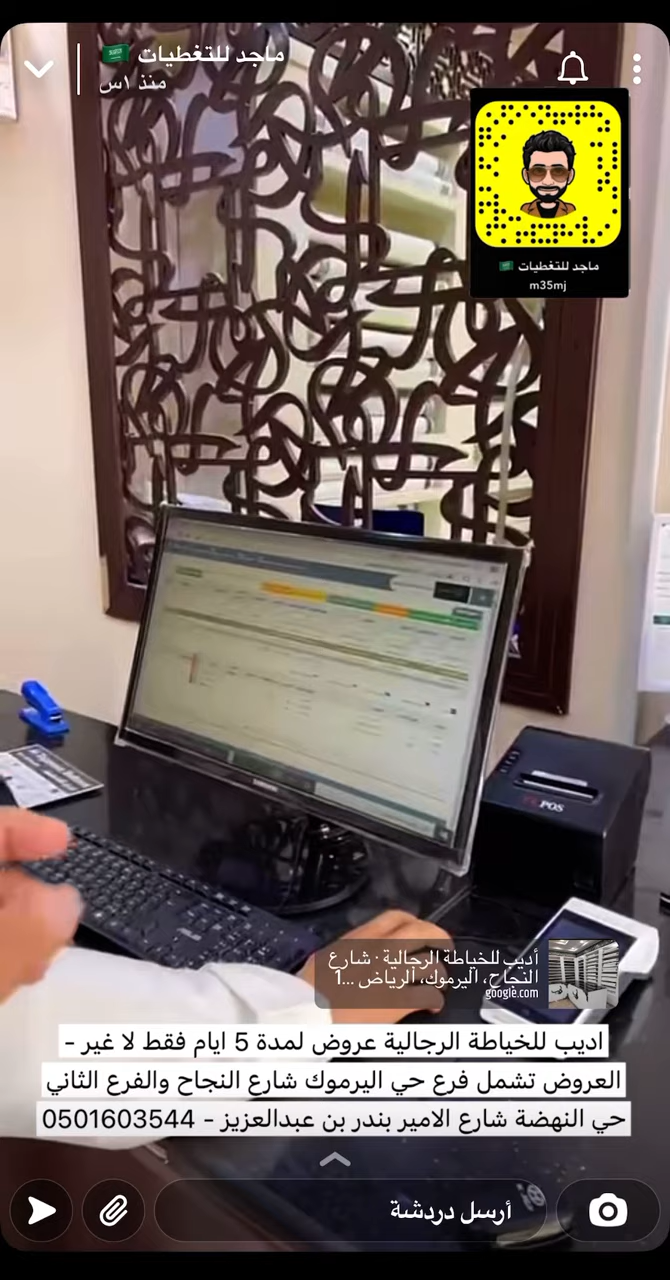 ماجد للتغطيات 🇸🇦
منذ ١س
ماجد للتغطيات 🇸🇦
m35mj
SAMSUNG
POS
أديب للخياطة الرجالية · شارع
النجاح، اليرموك، الرياض ...1
google.com
اديب للخياطة الرجالية عروض لمدة 5 ايام فقط لا غير -
العروض تشمل فرع حي اليرموك شارع النجاح والفرع الثاني
حي النهضة شارع الامير بندر بن عبدالعزيز - 0501603544
أرسل دردشة